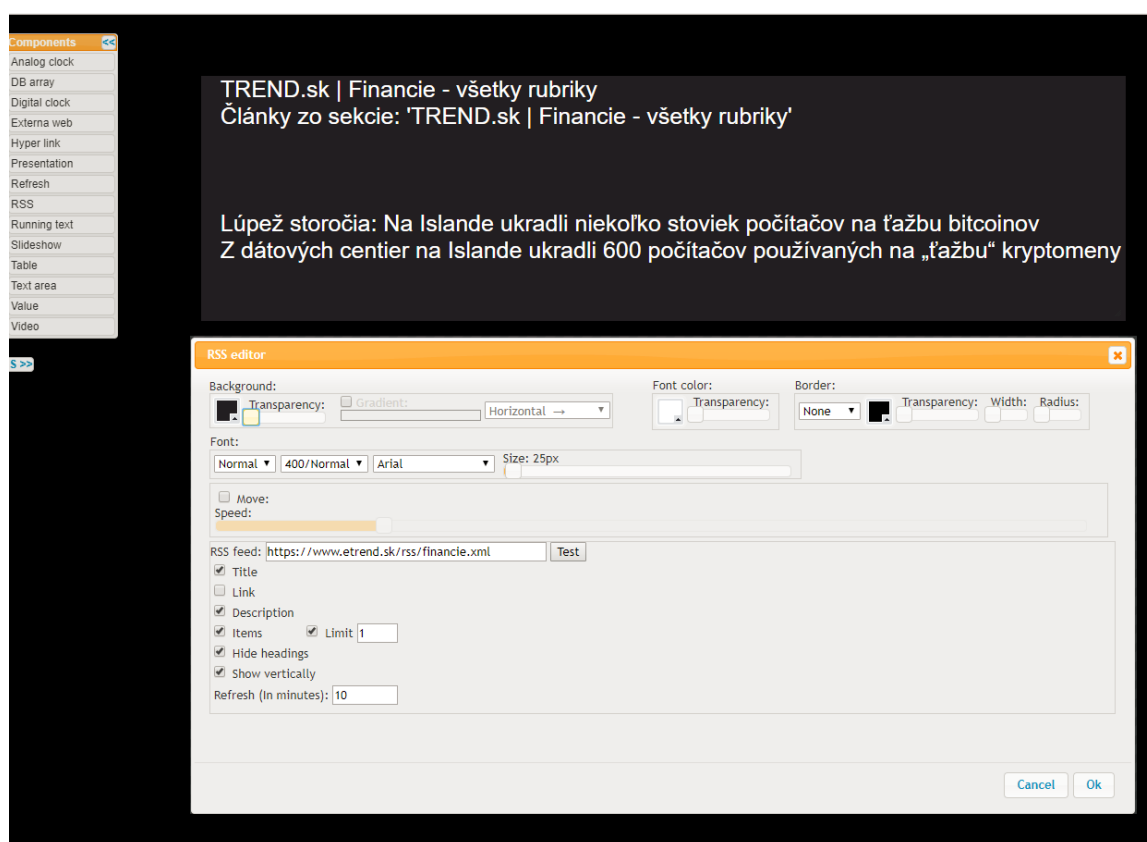 Components <<
Analog clock
DB array
Digital clock
Externa web
Hyper link
Presentation
Refresh
RSS
Running text
Slideshow
Table
Text area
Value
Video
S >>
TREND.sk | Financie - všetky rubriky
Články zo sekcie: 'TREND.sk | Financie - všetky rubriky'
Lúpež storočia: Na Islande ukradli niekoľko stoviek počítačov na ťažbu bitcoinov
Z dátových centier na Islande ukradli 600 počítačov používaných na „ťažbu“ kryptomeny
RSS editor
Background: Font color: Border:
Transparency: Gradient: Horizontal → Transparency: None Transparency: Width: Radius:
Font:
Normal 400/Normal Arial Size: 25px
Move:
Speed:
RSS feed: https://www.etrend.sk/rss/financie.xml Test
Title
Link
Description
Items Limit 1
Hide headings
Show vertically
Refresh (In minutes): 10
Cancel Ok